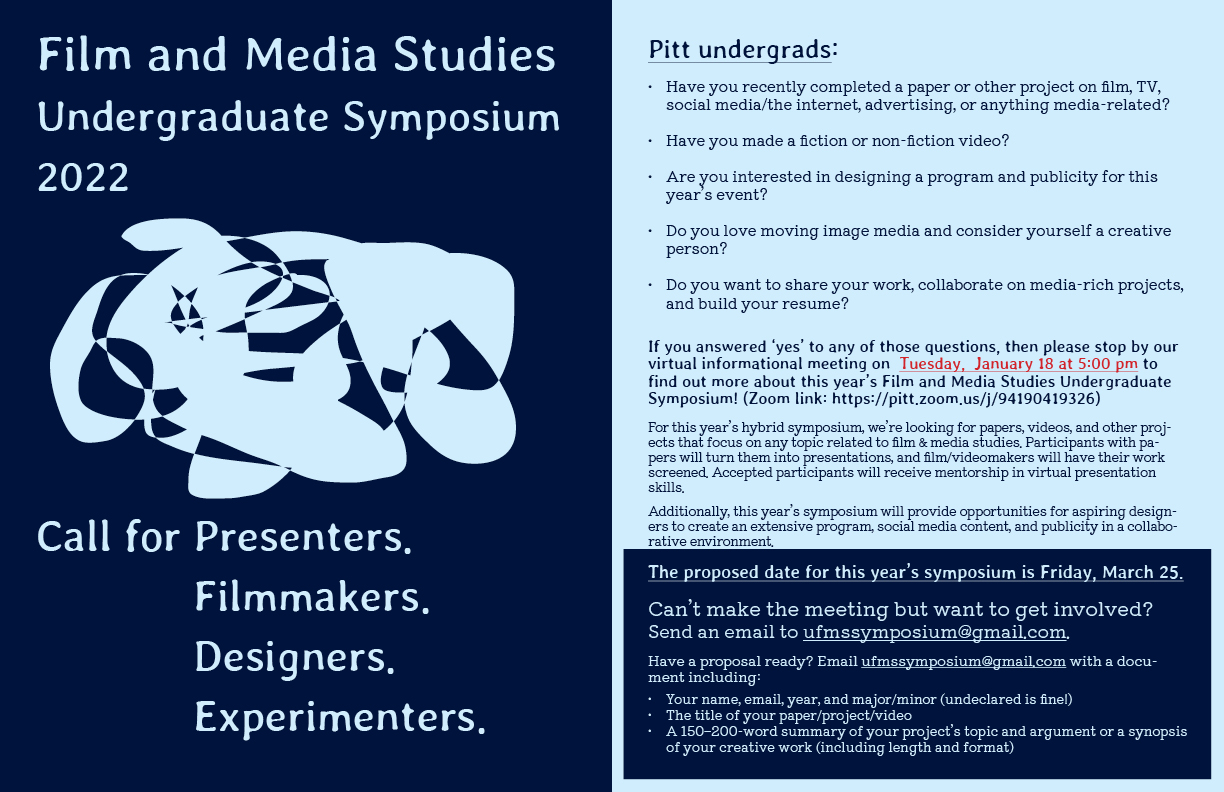 Film and Media Studies
Undergraduate Symposium
2022
Call for Presenters.
Filmmakers.
Designers.
Experimenters.
Pitt undergrads:
• Have you recently completed a paper or other project on film, TV,
social media/the internet, advertising, or anything media-related?
• Have you made a fiction or non-fiction video?
• Are you interested in designing a program and publicity for this
year's event?
• Do you love moving image media and consider yourself a creative
person?
• Do you want to share your work, collaborate on media-rich projects,
and build your resume?
If you answered 'yes' to any of those questions, then please stop by our
virtual informational meeting on Tuesday, January 18 at 5:00 pm to
find out more about this year's Film and Media Studies Undergraduate
Symposium! (Zoom link: https://pitt.zoom.us/j/94190419326)
For this year's hybrid symposium, we're looking for papers, videos, and other proj-
ects that focus on any topic related to film & media studies. Participants with pa-
pers will turn them into presentations, and film/videomakers will have their work
screened. Accepted participants will receive mentorship in virtual presentation
skills.
Additionally, this year's symposium will provide opportunities for aspiring design-
ers to create an extensive program, social media content, and publicity in a collabo-
rative environment.
The proposed date for this year's symposium is Friday, March 25.
Can't make the meeting but want to get involved?
Send an email to ufmssymposium@gmail.com.
Have a proposal ready? Email ufmssymposium@gmail.com with a docu-
ment including:
• Your name, email, year, and major/minor (undeclared is fine!)
• The title of your paper/project/video
• A 150–200-word summary of your project's topic and argument or a synopsis
of your creative work (including length and format)